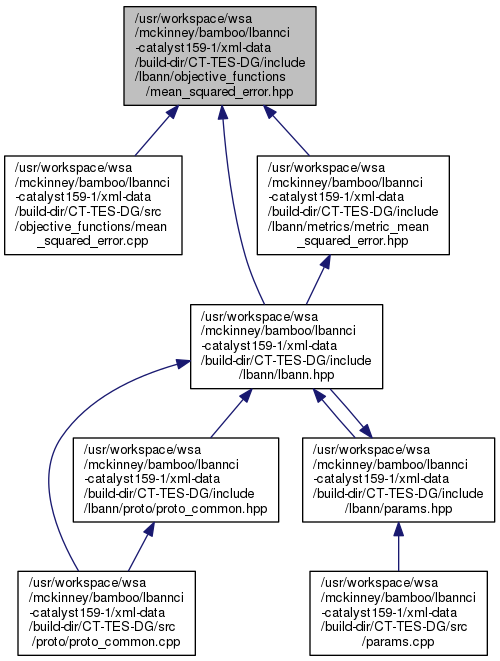 /usr/workspace/wsa
/mckinney/bamboo/lbannci
-catalyst159-1/xml-data
/build-dir/CT-TES-DG/include
/lbann/objective_functions
/mean_squared_error.hpp
/usr/workspace/wsa
/mckinney/bamboo/lbannci
-catalyst159-1/xml-data
/build-dir/CT-TES-DG/src
/objective_functions/mean
_squared_error.cpp
/usr/workspace/wsa
/mckinney/bamboo/lbannci
-catalyst159-1/xml-data
/build-dir/CT-TES-DG/include
/lbann/metrics/metric_mean
_squared_error.hpp
/usr/workspace/wsa
/mckinney/bamboo/lbannci
-catalyst159-1/xml-data
/build-dir/CT-TES-DG/include
/lbann/lbann.hpp
/usr/workspace/wsa
/mckinney/bamboo/lbannci
-catalyst159-1/xml-data
/build-dir/CT-TES-DG/include
/lbann/proto/proto_common.hpp
/usr/workspace/wsa
/mckinney/bamboo/lbannci
-catalyst159-1/xml-data
/build-dir/CT-TES-DG/include
/lbann/params.hpp
/usr/workspace/wsa
/mckinney/bamboo/lbannci
-catalyst159-1/xml-data
/build-dir/CT-TES-DG/src
/proto/proto_common.cpp
/usr/workspace/wsa
/mckinney/bamboo/lbannci
-catalyst159-1/xml-data
/build-dir/CT-TES-DG/src
/params.cpp